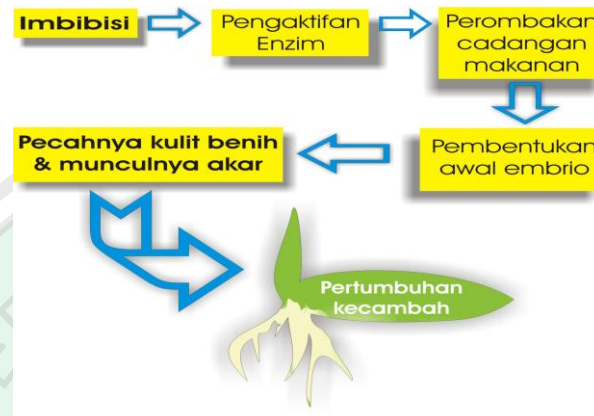 Imbibisi
Pengaktifan
Enzim
Perombakan
cadangan
makanan
Pembentukan
awal embrio
Pecahnya kulit benih
& munculnya akar
Pertumbuhan
kecambah